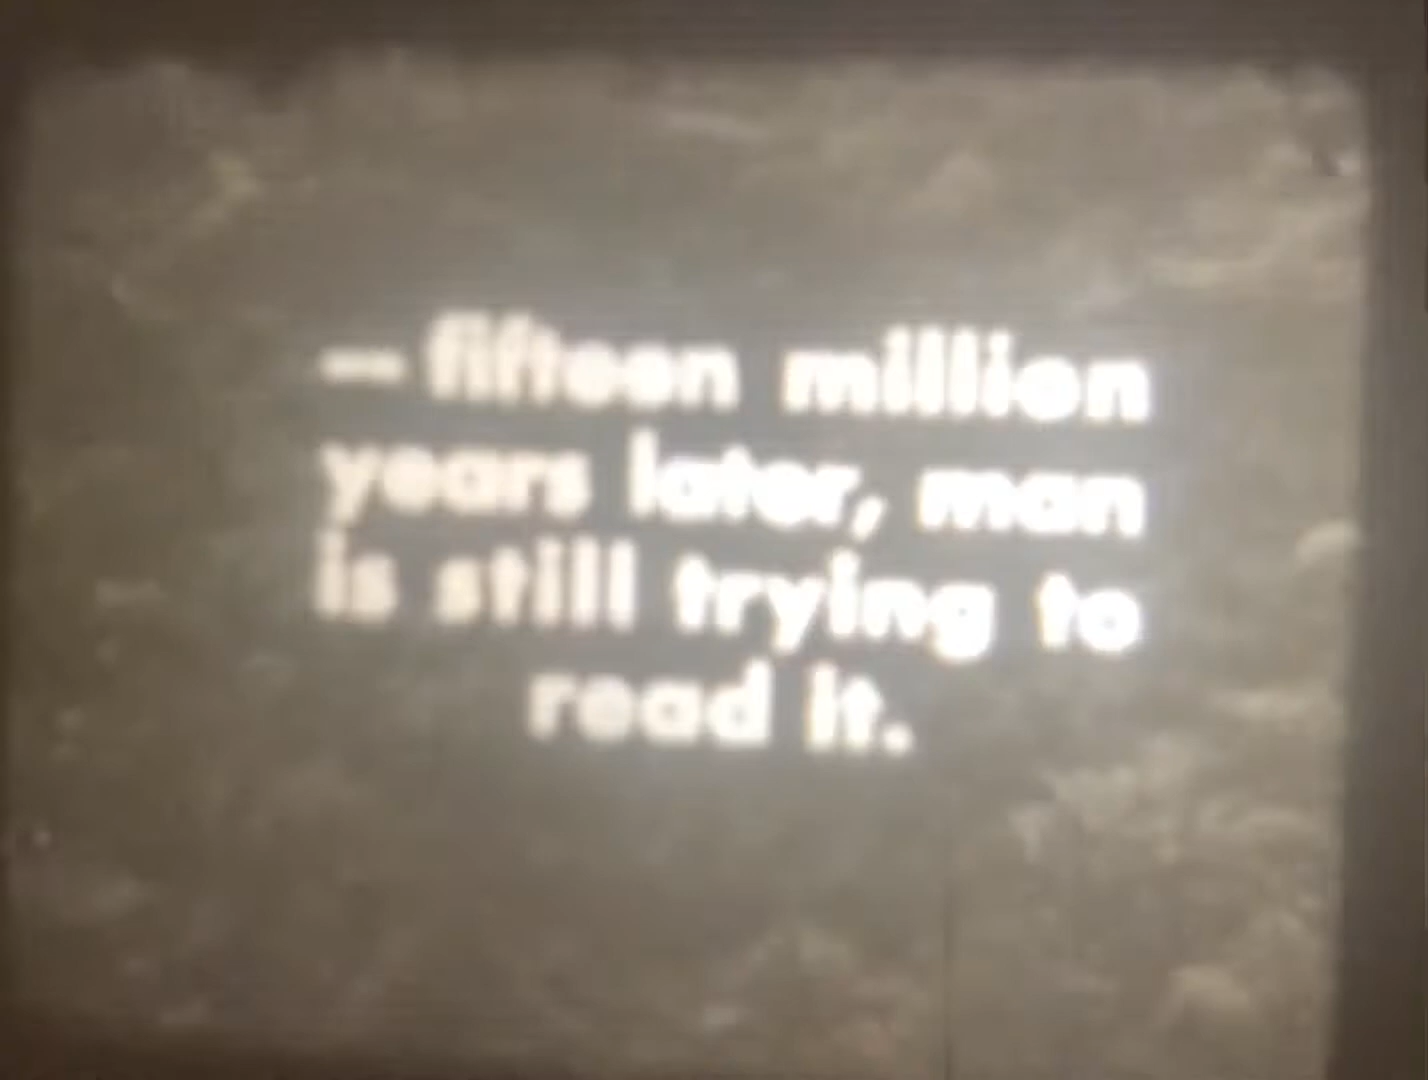 —fifteen million
years later, man
is still trying to
read it.